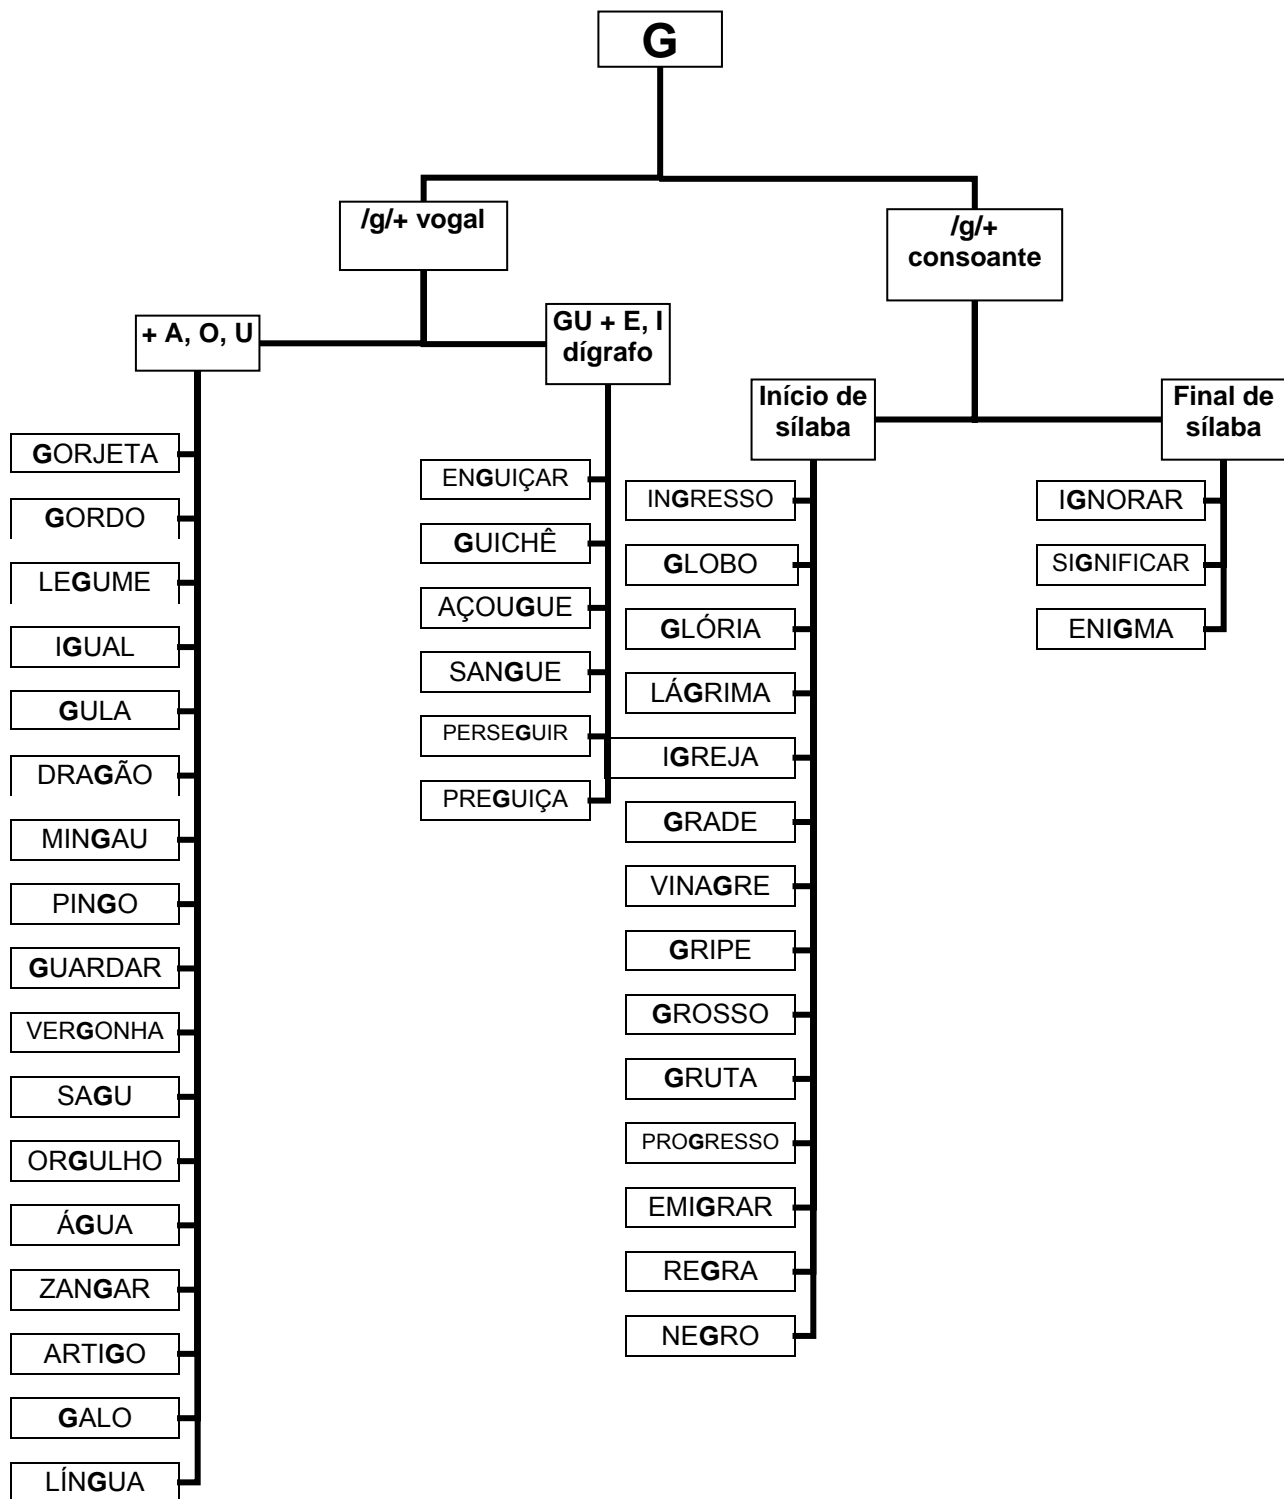 G
/g/+ vogal
/g/+
consoante
+ A, O, U
GU + E, I
dígrafo
Início de
sílaba
Final de
sílaba
GORJETA
GORDO
LEGUME
IGUAL
GULA
DRAGÃO
MINGAU
PINGO
GUARDAR
VERGONHA
SAGU
ORGULHO
ÁGUA
ZANGAR
ARTIGO
GALO
LÍNGUA
ENGUIÇAR
GUICHÊ
AÇOUGUE
SANGUE
PERSEGUIR
PREGUIÇA
INGRESSO
GLOBO
GLÓRIA
LÁGRIMA
IGREJA
GRADE
VINAGRE
GRIPE
GROSSO
GRUTA
PROGRESSO
EMIGRAR
REGRA
NEGRO
IGNORAR
SIGNIFICAR
ENIGMA